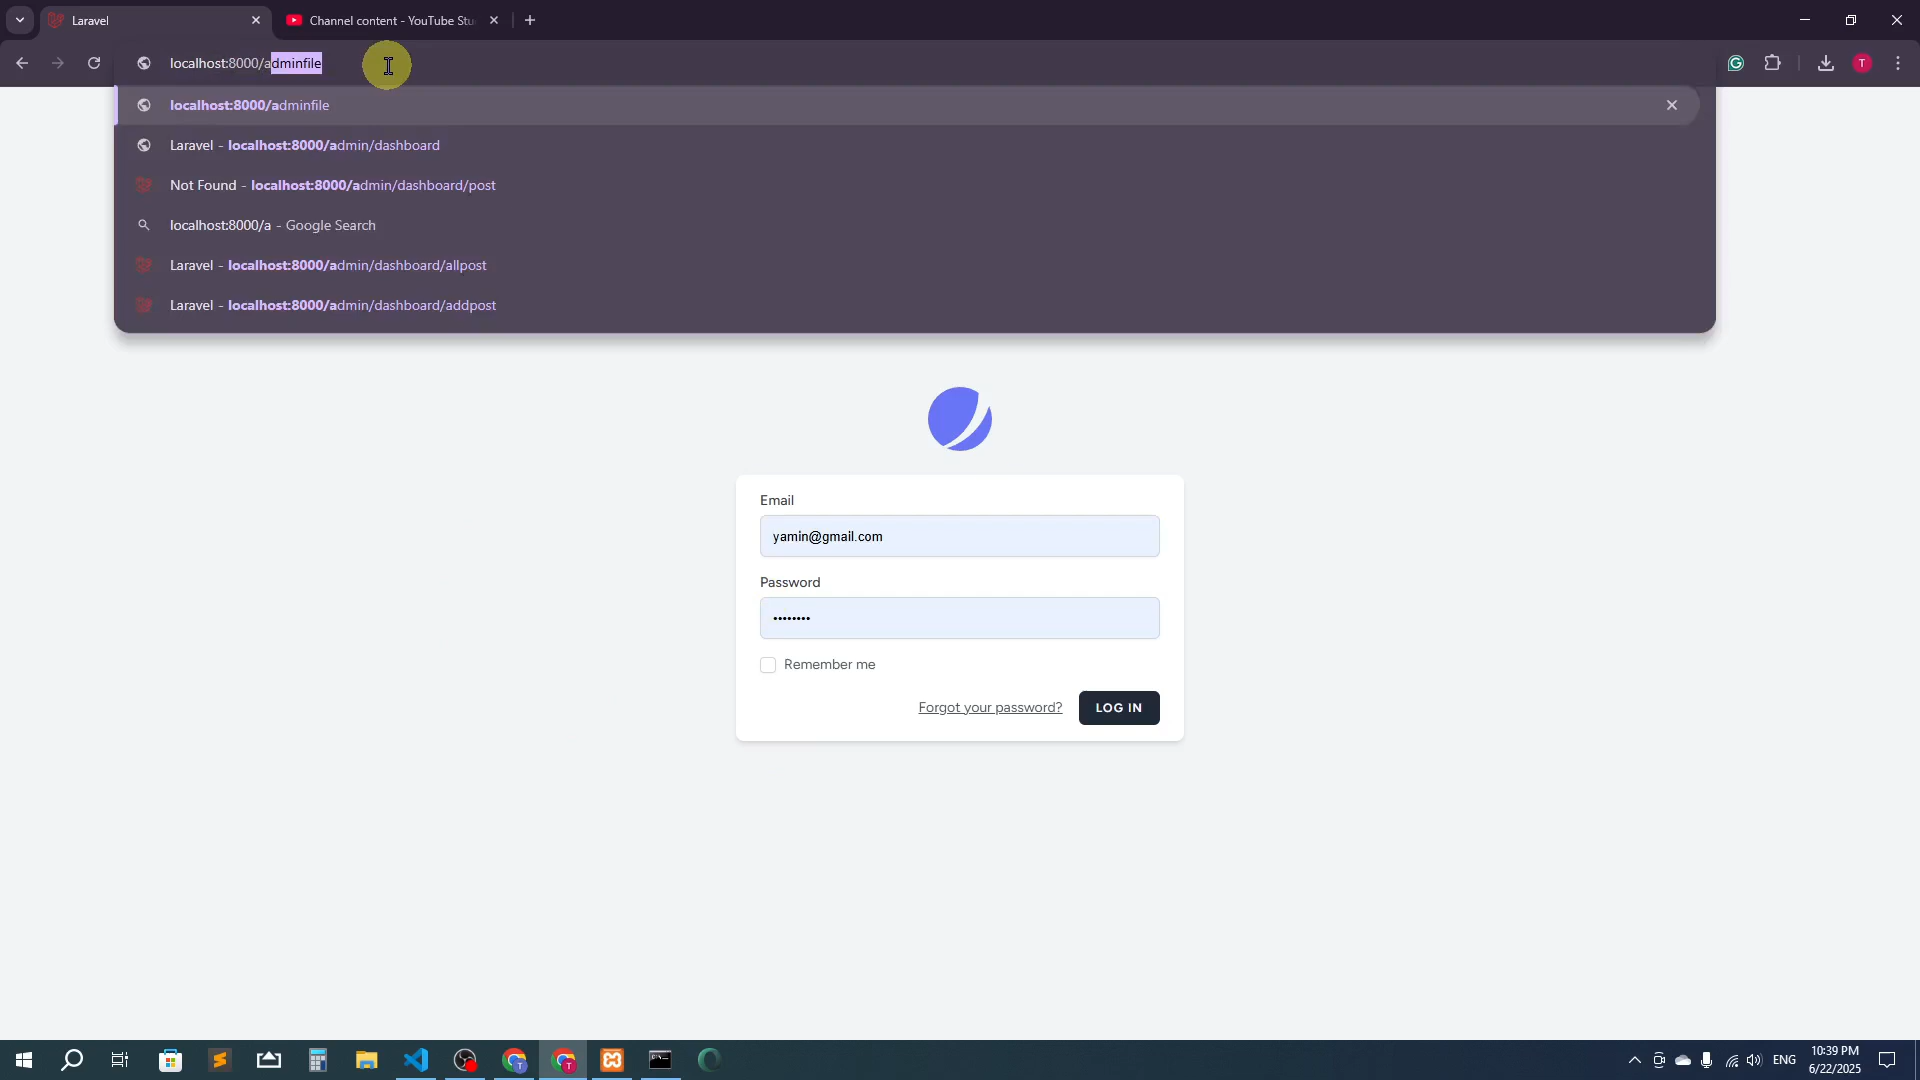 Laravel
Channel content - YouTube Stu
localhost:8000/adminfile
T
localhost:8000/adminfile
Laravel - localhost:8000/admin/dashboard
Not Found - localhost:8000/admin/dashboard/post
localhost:8000/a - Google Search
Laravel - localhost:8000/admin/dashboard/allpost
Laravel - localhost:8000/admin/dashboard/addpost
Email
yamin@gmail.com
Password
Remember me
Forgot your password?
LOG IN
ENG
10:39 PM
6/22/2025